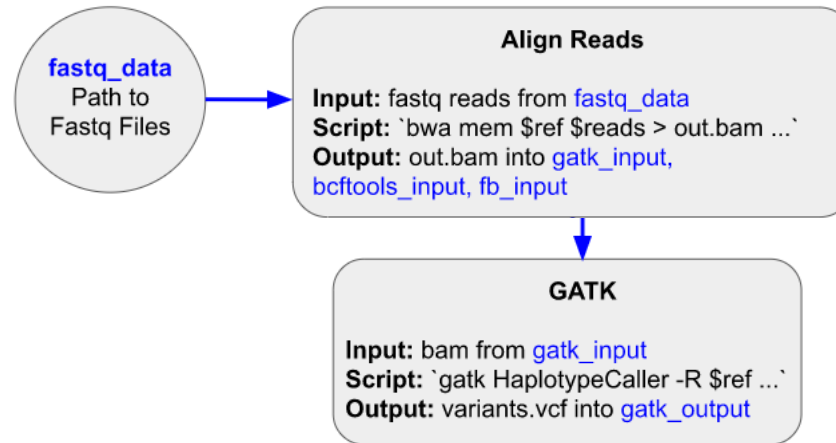 fastq_data
Path to
Fastq Files
Align Reads
Input: fastq reads from fastq_data
Script: `bwa mem $ref $reads > out.bam ...`
Output: out.bam into gatk_input,
bcftools_input, fb_input
GATK
Input: bam from gatk_input
Script: `gatk HaplotypeCaller -R $ref ...`
Output: variants.vcf into gatk_output